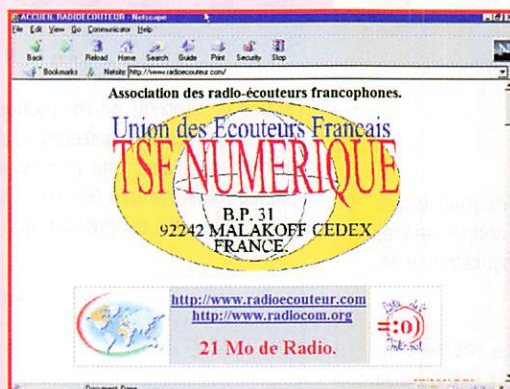 ACCUEIL RADIOECOUTEUR - Netscape
File Edit View Go Communicator Help
Back Reload Home Search Guide Print Security Stop
Bookmarks Netsite: http://www.radioecouteur.com/
Association des radio-écouteurs francophones.
Union des Ecouteurs Français
TSF NUMERIQUE
B.P. 31
92242 MALAKOFF CEDEX
FRANCE.
http://www.radioecouteur.com
http://www.radiocom.org
21 Mo de Radio.
=:o)
Internet
Document: Done